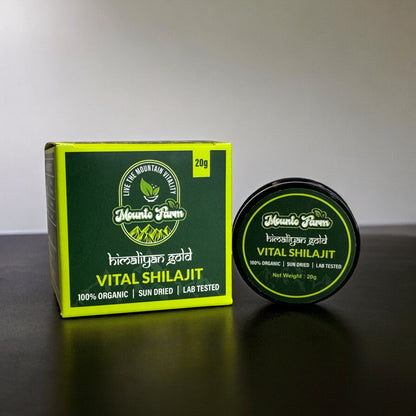 20g
LIVE THE MOUNTAIN VITALITY
Mounto Farm
himaliyan gold
VITAL SHILAJIT
100% ORGANIC | SUN DRIED | LAB TESTED
Mounto Farm
himaliyan gold
VITAL SHILAJIT
100% ORGANIC | SUN DRIED | LAB TESTED
Net Weight : 20g